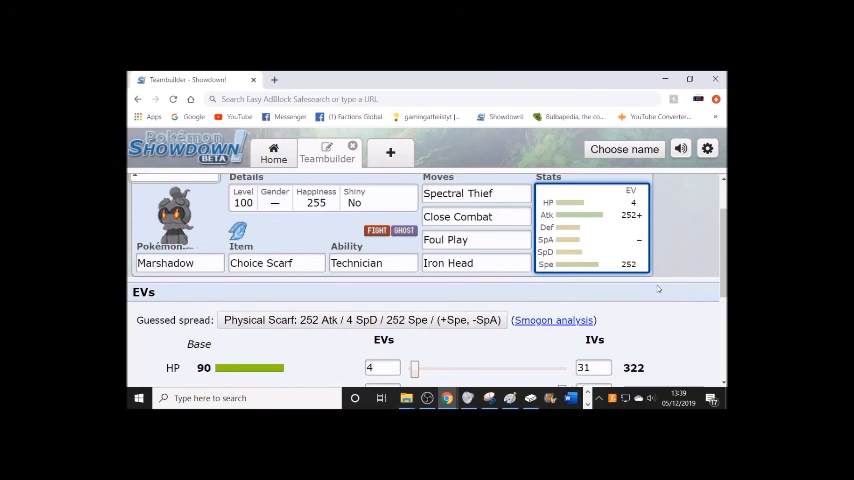 Teambuilder - Showdown!
Search Easy AdBlock Safesearch or type a URL
Apps Google YouTube Messenger (1) Factions Global gamingatheistyt |... Showdown! Bulbapedia, the co... YouTube Converter... »
Pokémon
SHOWDOWN!
BETA
Home
Teambuilder
+
Choose name
Details
Moves
Stats
Level Gender Happiness Shiny
100 — 255 No
Spectral Thief
Close Combat
Foul Play
Iron Head
EV
HP 4
Atk 252+
Def
SpA −
SpD
Spe 252
FIGHT GHOST
Pokémon
Item
Ability
Marshadow
Choice Scarf
Technician
EVs
Guessed spread: Physical Scarf: 252 Atk / 4 SpD / 252 Spe / (+Spe, -SpA) (Smogon analysis)
Base
EVs
IVs
HP 90 4 31 322
Type here to search
13:39
05/12/2019
17